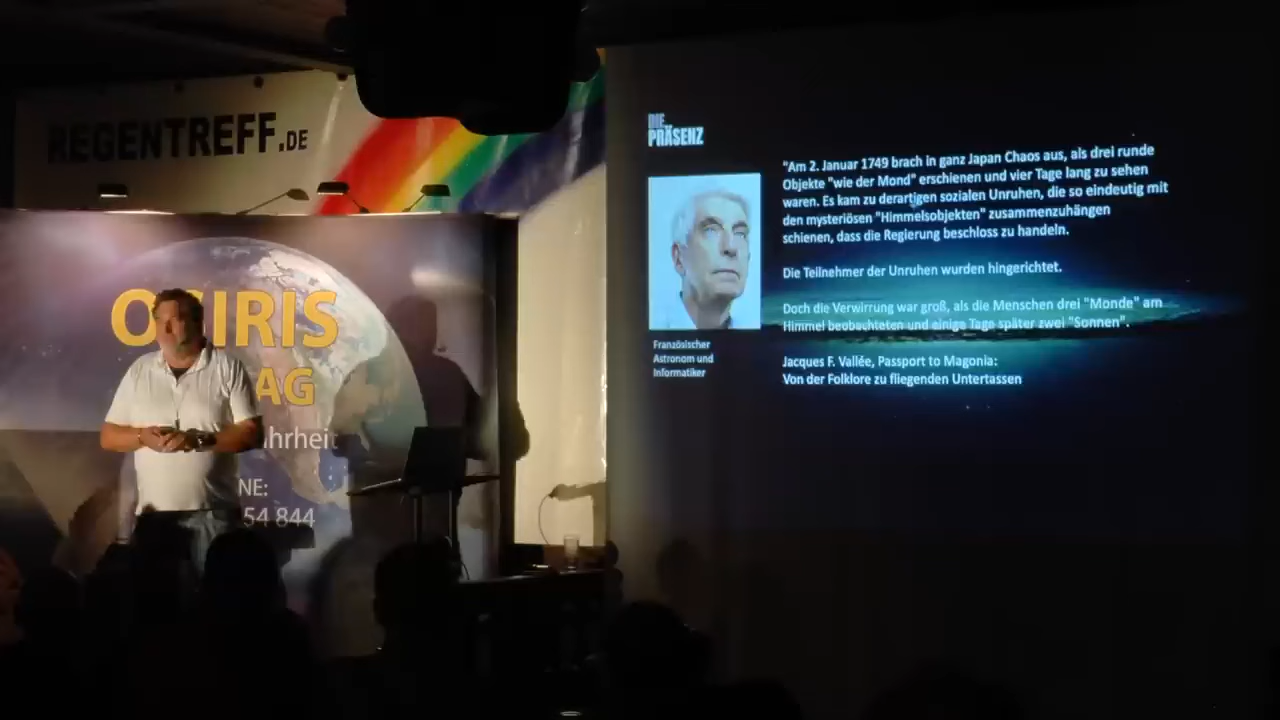 REGENTREFF.DE
OSIRIS
AG
hrheit
NE:
54 844
DIE
PRÄSENZ
"Am 2. Januar 1749 brach in ganz Japan Chaos aus, als drei runde
Objekte "wie der Mond" erschienen und vier Tage lang zu sehen
waren. Es kam zu derartigen sozialen Unruhen, die so eindeutig mit
den mysteriösen "Himmelsobjekten" zusammenzuhängen
schienen, dass die Regierung beschloss zu handeln.
Die Teilnehmer der Unruhen wurden hingerichtet.
Doch die Verwirrung war groß, als die Menschen drei "Monde" am
Himmel beobachteten und einige Tage später zwei "Sonnen".
Jacques F. Vallée, Passport to Magonia:
Von der Folklore zu fliegenden Untertassen
Französischer
Astronom und
Informatiker